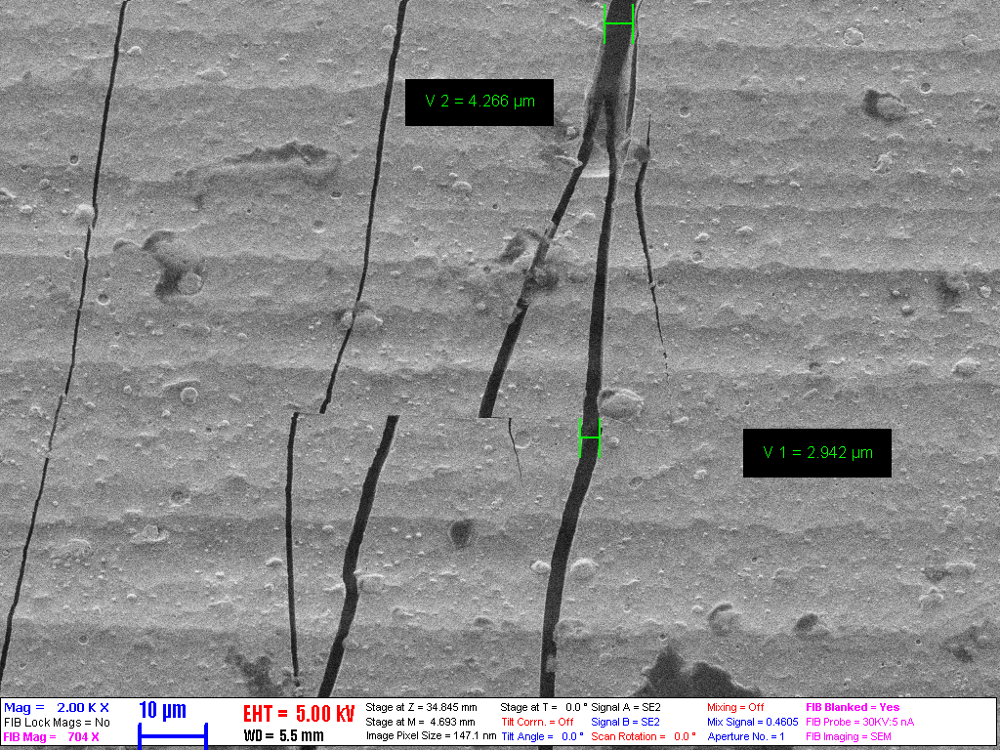 V 2 = 4.266 µm
V 1 = 2.942 µm
Mag = 2.00 K X
FIB Lock Mags = No
FIB Mag = 704 X
10 µm
EHT = 5.00 kV
WD = 5.5 mm
Stage at Z = 34.845 mm
Stage at M = 4.693 mm
Image Pixel Size = 147.1 nm
Stage at T = 0.0 °
Tilt Corrn. = Off
Tilt Angle = 0.0 °
Signal A = SE2
Signal B = SE2
Scan Rotation = 0.0 °
Mixing = Off
Mix Signal = 0.4605
Aperture No. = 1
FIB Blanked = Yes
FIB Probe = 30KV:5 nA
FIB Imaging = SEM